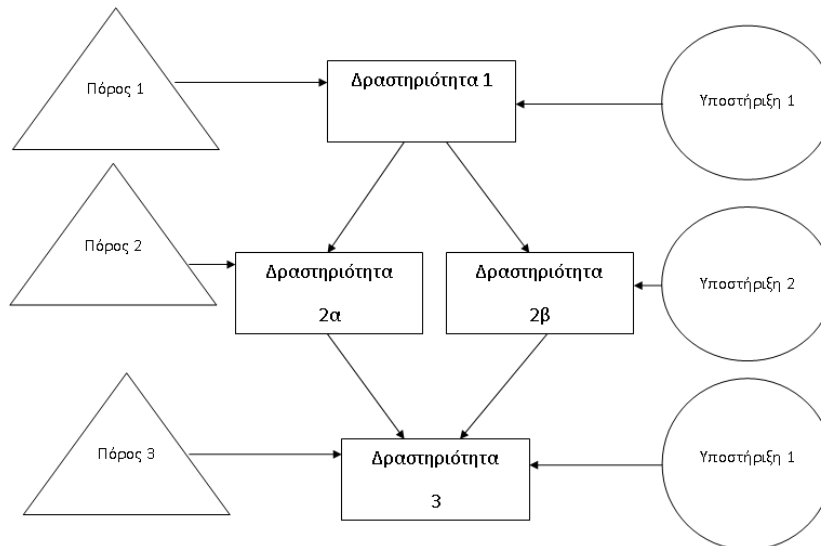 Πόρος 1
Δραστηριότητα 1
Υποστήριξη 1
Πόρος 2
Δραστηριότητα
2α
Δραστηριότητα
2β
Υποστήριξη 2
Πόρος 3
Δραστηριότητα
3
Υποστήριξη 1